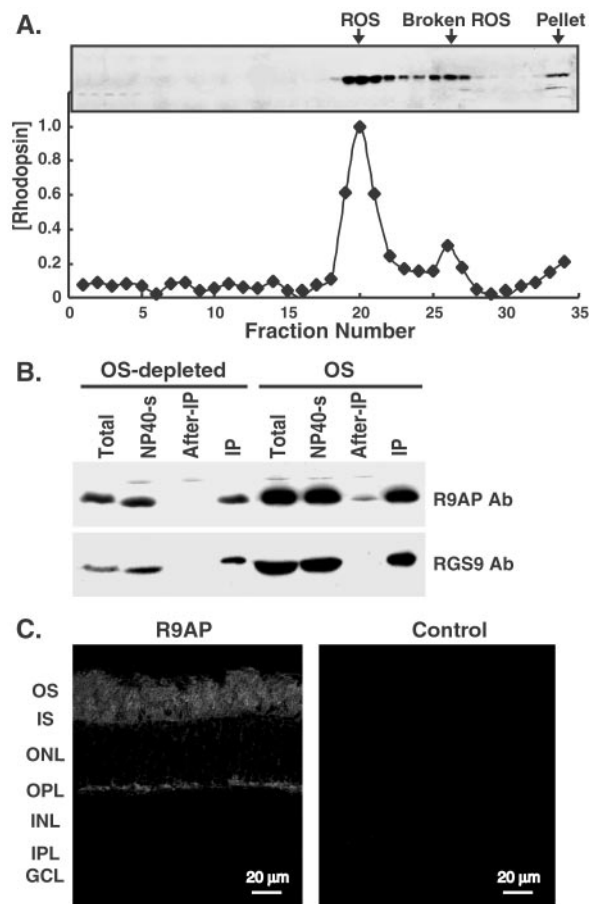 A.
ROS Broken ROS Pellet
[Rhodopsin]
1.0
0.8
0.6
0.4
0.2
0
0 5 10 15 20 25 30 35
Fraction Number
B.
OS-depleted OS
Total NP40-s After-IP IP Total NP40-s After-IP IP
R9AP Ab
RGS9 Ab
C.
R9AP Control
OS
IS
ONL
OPL
INL
IPL
GCL
20 μm 20 μm